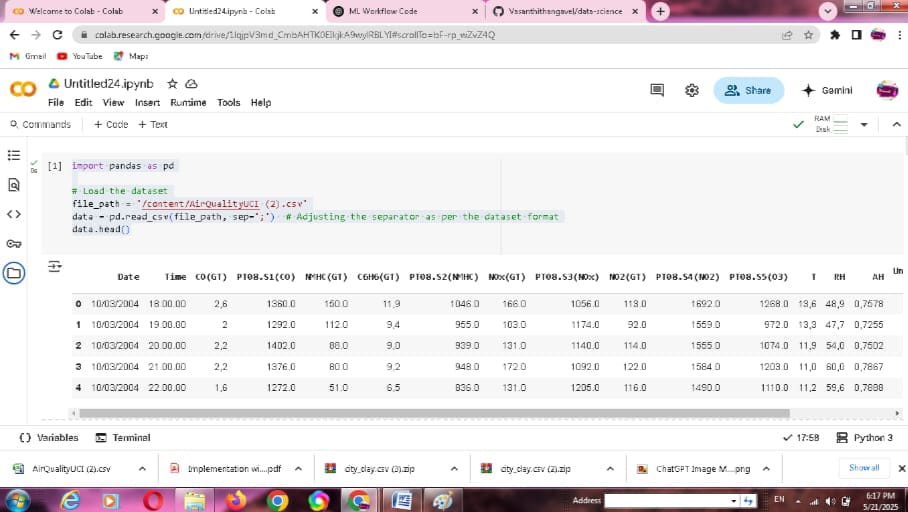 Welcome to Colab - Colab
Untitled24.ipynb - Colab
ML Workflow Code
Vasanthithangavel/data-science
colab.research.google.com/drive/
Gmail
YouTube
Maps
Untitled24.ipynb
File Edit View Insert Runtime Tools Help
Share
Gemini
Commands + Code + Text
RAM
Disk
[1] import pandas as pd
0s
# Load the dataset
file_path = '/content/AirQualityUCI (2).csv'
data = pd.read_csv(file_path, sep=';') # Adjusting the separator as per the dataset format
data.head()
Date Time CO(GT) PT08.S1(CO) NMHC(GT) C6H6(GT) PT08.S2(NMHC) NOx(GT) PT08.S3(NOx) NO2(GT) PT08.S4(NO2) PT08.S5(O3) T RH AH Un
0 10/03/2004 18.00.00 2,6 1360.0 150.0 11,9 1046.0 166.0 1056.0 113.0 1692.0 1268.0 13,6 48,9 0,7578
1 10/03/2004 19.00.00 2 1292.0 112.0 9,4 955.0 103.0 1174.0 92.0 1559.0 972.0 13,3 47,7 0,7255
2 10/03/2004 20.00.00 2,2 1402.0 88.0 9,0 939.0 131.0 1140.0 114.0 1555.0 1074.0 11,9 54,0 0,7502
3 10/03/2004 21.00.00 2,2 1376.0 80.0 9,2 948.0 172.0 1092.0 122.0 1584.0 1203.0 11,0 60,0 0,7867
4 10/03/2004 22.00.00 1,6 1272.0 51.0 6,5 836.0 131.0 1205.0 116.0 1490.0 1110.0 11,2 59,6 0,7888
Variables Terminal
17:58 Python 3
AirQualityUCI (2).csv
Implementation wi....pdf
city_day.csv (3).zip
city_day.csv (2).zip
ChatGPT Image M....png
Show all
Address
EN
6:17 PM
5/21/2025